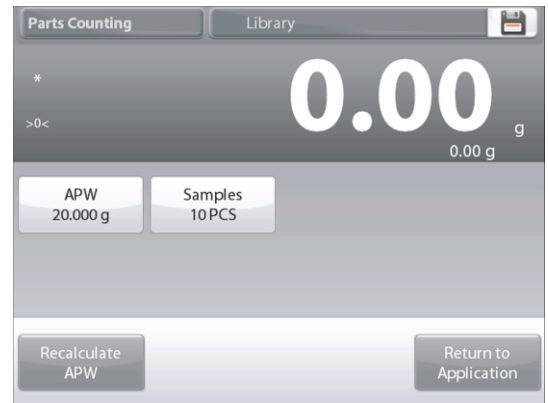 Parts Counting
Library
*
>0<
0.00
g
0.00 g
APW
20.000 g
Samples
10 PCS
Recalculate
APW
Return to
Application